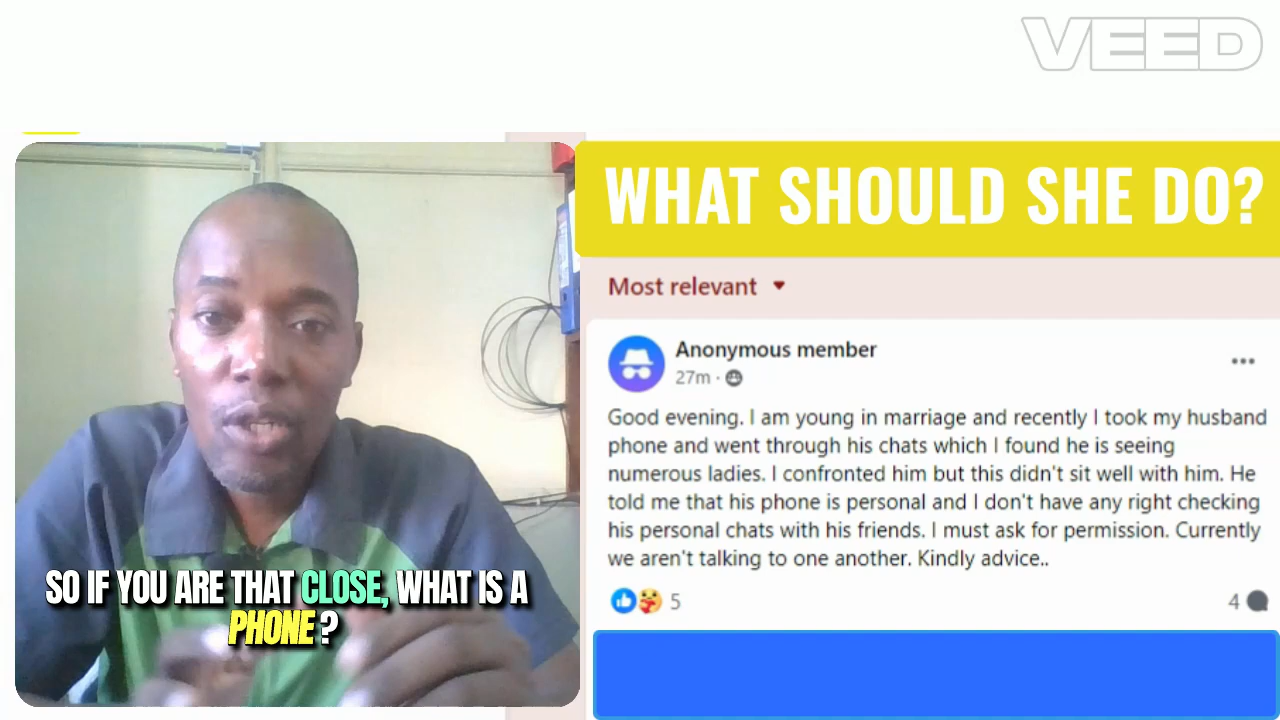 VEED
WHAT SHOULD SHE DO?
Most relevant
Anonymous member
27m ·
Good evening. I am young in marriage and recently I took my husband
phone and went through his chats which I found he is seeing
numerous ladies. I confronted him but this didn't sit well with him. He
told me that his phone is personal and I don't have any right checking
his personal chats with his friends. I must ask for permission. Currently
we aren't talking to one another. Kindly advice..
5
4
SO IF YOU ARE THAT CLOSE, WHAT IS A
PHONE ?